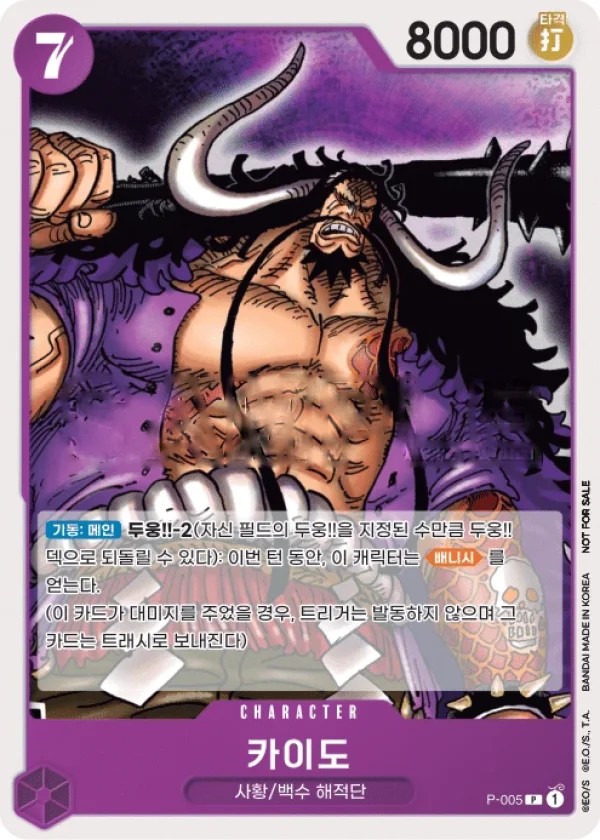 7
8000
타격
打
기동: 메인 두웅!!-2(자신 필드의 두웅!!을 지정된 수만큼 두웅!!
덱으로 되돌릴 수 있다): 이번 턴 동안, 이 캐릭터는 배니시 를
얻는다.
(이 카드가 대미지를 주었을 경우, 트리거는 발동하지 않으며 그
카드는 트래시로 보내진다)
CHARACTER
카이도
사황/백수 해적단
P-005 P 1
©EO/S ©E.O./S., T.A. BANDAI MADE IN KOREA NOT FOR SALE